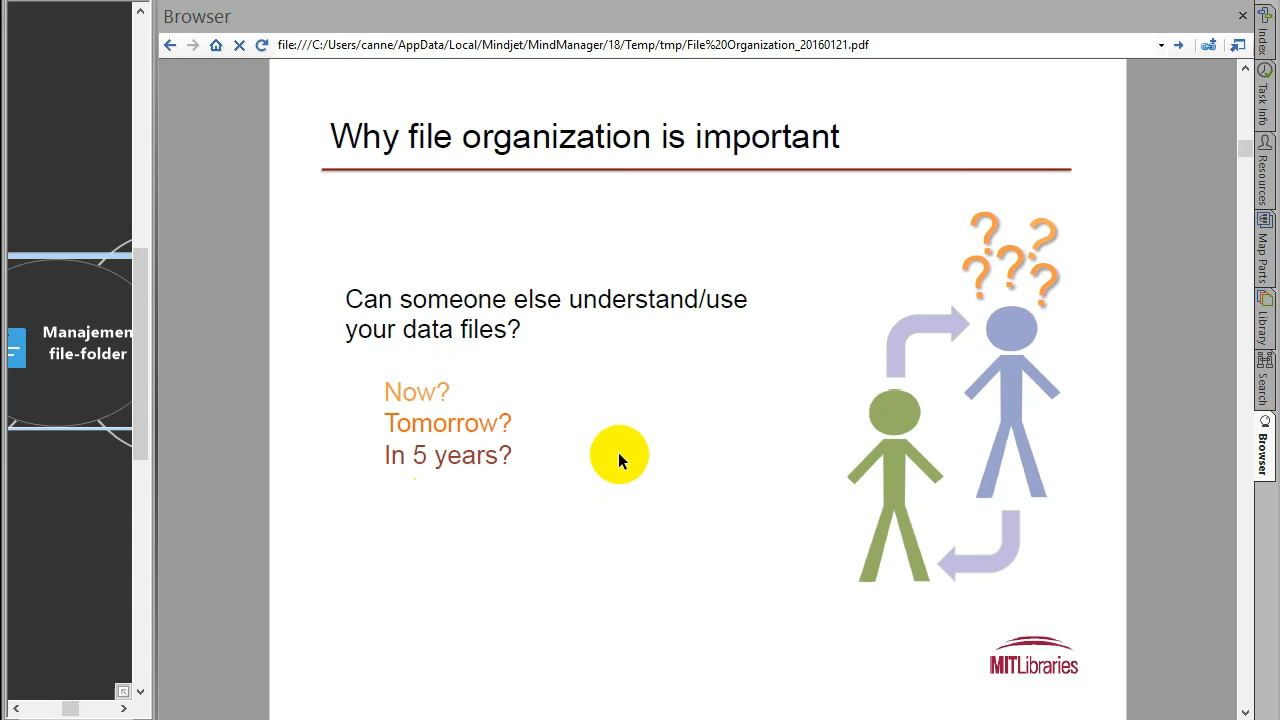 Browser
file:///C:/Users/canne/AppData/Local/Mindjet/MindManager/18/Temp/tmp/File%20Organization_20160121.pdf
Manajemen
file-folder
Why file organization is important
Can someone else understand/use
your data files?
Now?
Tomorrow?
In 5 years?
? ? ? ? ?
MITLibraries
Index
Task Info
Resources
Map Parts
Library
Search
Browser